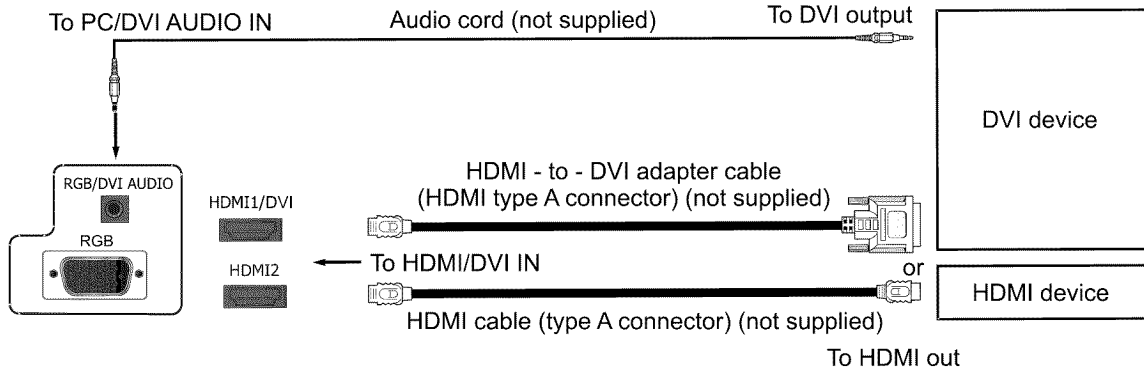 To PC/DVI AUDIO IN
Audio cord (not supplied)
To DVI output
DVI device
RGB/DVI AUDIO
HDMI1/DVI
HDMI - to - DVI adapter cable
(HDMI type A connector) (not supplied)
RGB
HDMI2
To HDMI/DVI IN
or
HDMI device
HDMI cable (type A connector) (not supplied)
To HDMI out